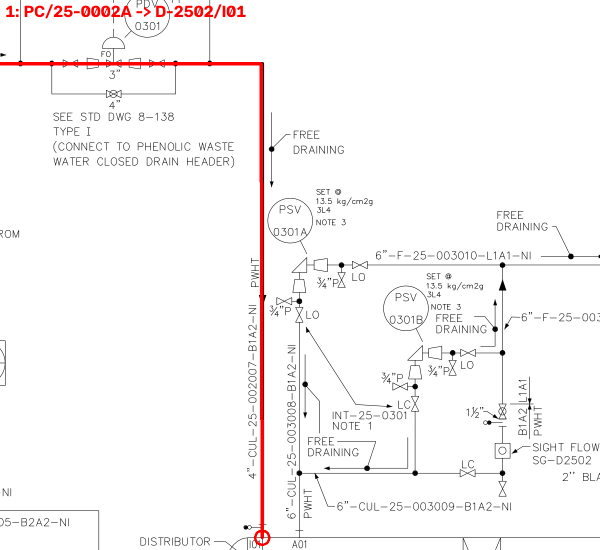 1: PC/25-0002A -> D-2502/I01
PDV
0301
FO
3"
4"
SEE STD DWG 8-138
TYPE I
(CONNECT TO PHENOLIC WASTE
WATER CLOSED DRAIN HEADER)
FREE
DRAINING
SET @
13.5 kg/cm2g
3L4
NOTE 3
PSV
0301A
FREE
DRAINING
ROM
6"-F-25-003010-L1A1-NI
PWHT
3/4"P
LO
SET @
13.5 kg/cm2g
3L4
NOTE 3
PSV
0301B
FREE
DRAINING
6"-F-25-003
3/4"P
LO
4"-CUL-25-002007-B1A2-NI
6"-CUL-25-003008-B1A2-NI
3/4"P
LO
3/4"P
LC
INT-25-0301
NOTE 1
1½"
B1A2
L1A1
PWHT
FREE
DRAINING
SIGHT FLOW
SG-D2502
2" BLA
LC
-NI
PWHT
6"-CUL-25-003009-B1A2-NI
05-B2A2-NI
DISTRIBUTOR
I01
A01